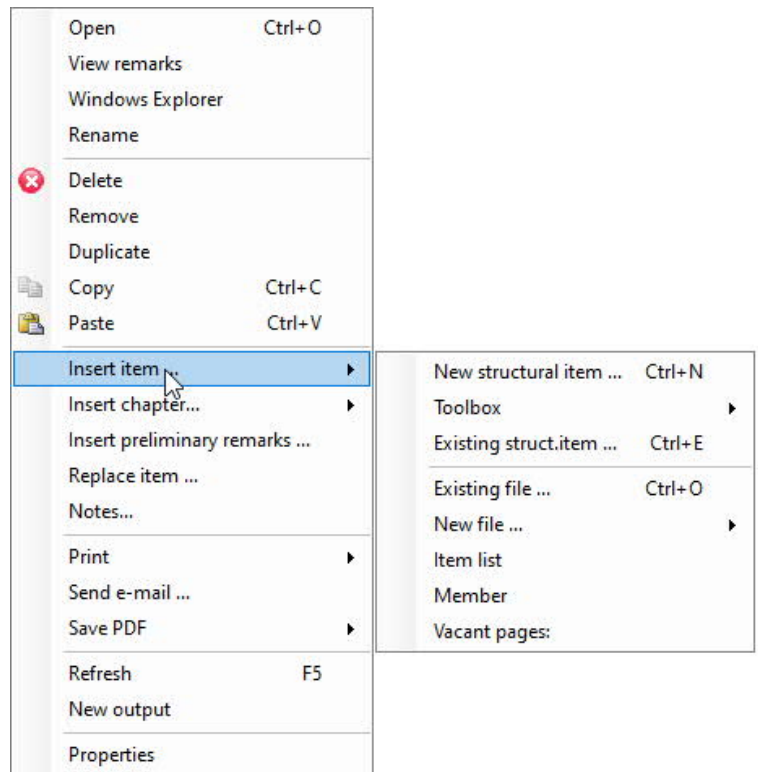 Open Ctrl+O
View remarks
Windows Explorer
Rename
Delete
Remove
Duplicate
Copy Ctrl+C
Paste Ctrl+V
Insert item ...
Insert chapter...
Insert preliminary remarks ...
Replace item ...
Notes...
Print
Send e-mail ...
Save PDF
Refresh F5
New output
Properties
New structural item ... Ctrl+N
Toolbox
Existing struct.item ... Ctrl+E
Existing file ... Ctrl+O
New file ...
Item list
Member
Vacant pages: